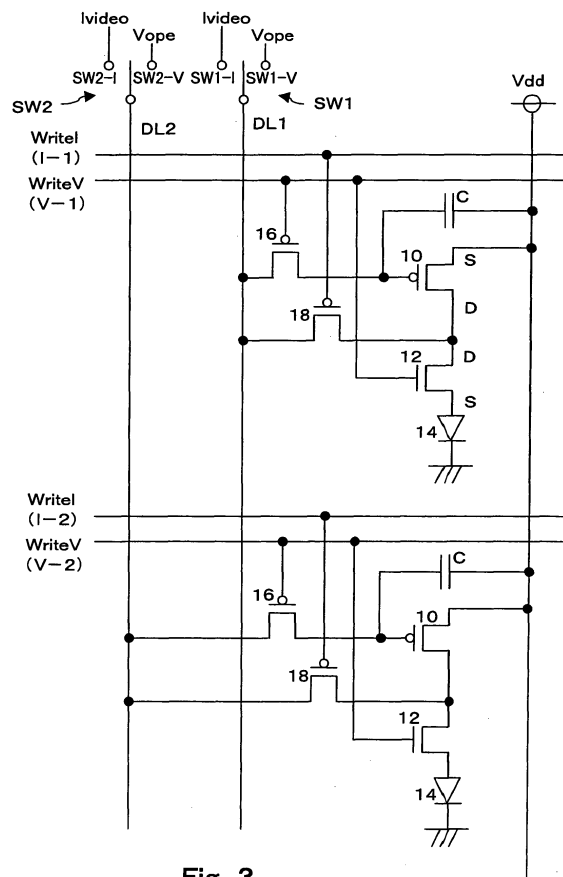 Ivideo Ivideo
Vope Vope
SW2-I SW2-V SW1-I SW1-V
SW2 SW1
DL2 DL1
Vdd
WriteI
(I-1)
WriteV
(V-1)
C
16
10
S
18
D
12
D
S
14
WriteI
(I-2)
WriteV
(V-2)
C
16
10
18
12
14
Fig. 3